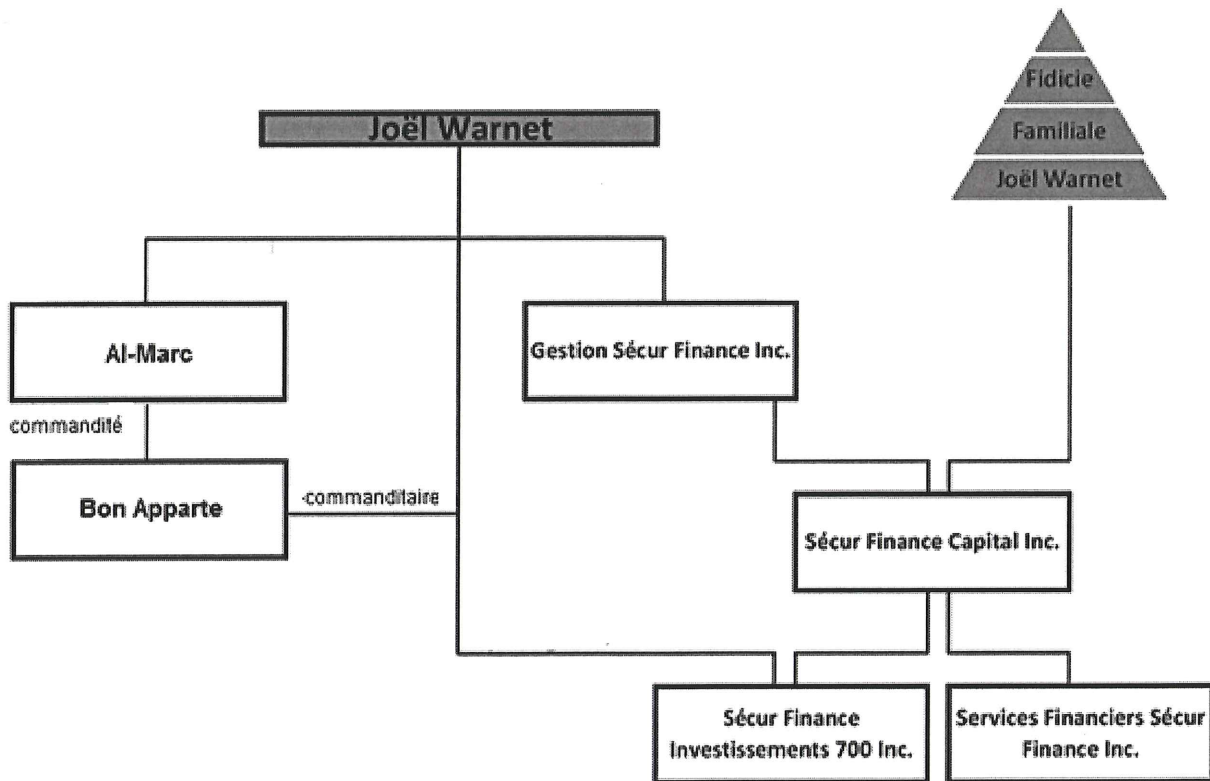 Fidicie
Familiale
Joël Warnet
Joël Warnet
Al-Marc
Gestion Sécur Finance Inc.
commandité
Bon Apparte
-commanditaire
Sécur Finance Capital Inc.
Sécur Finance
Investissements 700 Inc.
Services Financiers Sécur
Finance Inc.